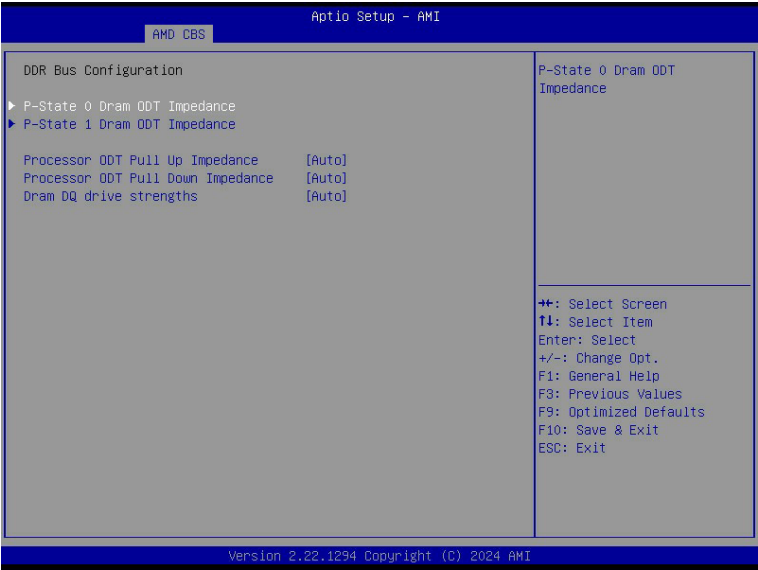 Aptio Setup – AMI
AMD CBS
DDR Bus Configuration
▶ P-State 0 Dram ODT Impedance
▶ P-State 1 Dram ODT Impedance
Processor ODT Pull Up Impedance [Auto]
Processor ODT Pull Down Impedance [Auto]
Dram DQ drive strengths [Auto]
P-State 0 Dram ODT
Impedance
→←: Select Screen
↑↓: Select Item
Enter: Select
+/-: Change Opt.
F1: General Help
F3: Previous Values
F9: Optimized Defaults
F10: Save & Exit
ESC: Exit
Version 2.22.1294 Copyright (C) 2024 AMI